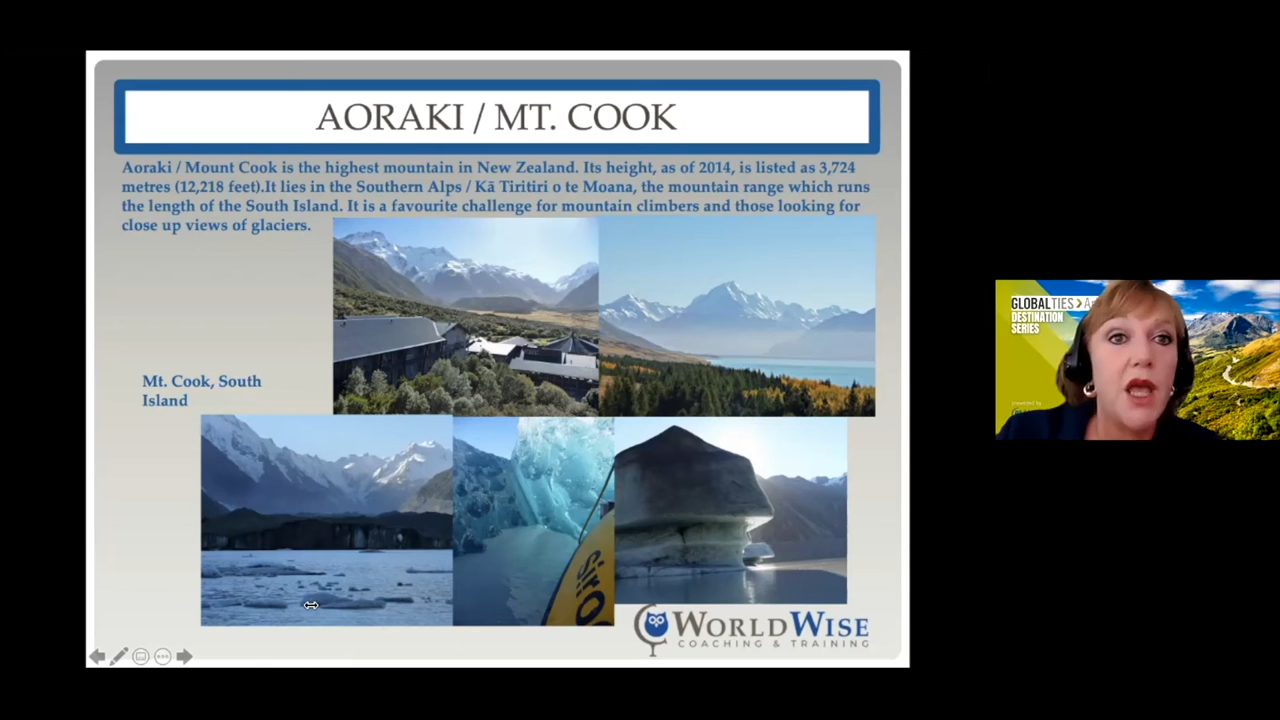 AORAKI / MT. COOK
Aoraki / Mount Cook is the highest mountain in New Zealand. Its height, as of 2014, is listed as 3,724
metres (12,218 feet).It lies in the Southern Alps / Kā Tiritiri o te Moana, the mountain range which runs
the length of the South Island. It is a favourite challenge for mountain climbers and those looking for
close up views of glaciers.
Mt. Cook, South
Island
WORLDWISE
COACHING & TRAINING
GLOBALTIES > A
DESTINATION
SERIES
presented by